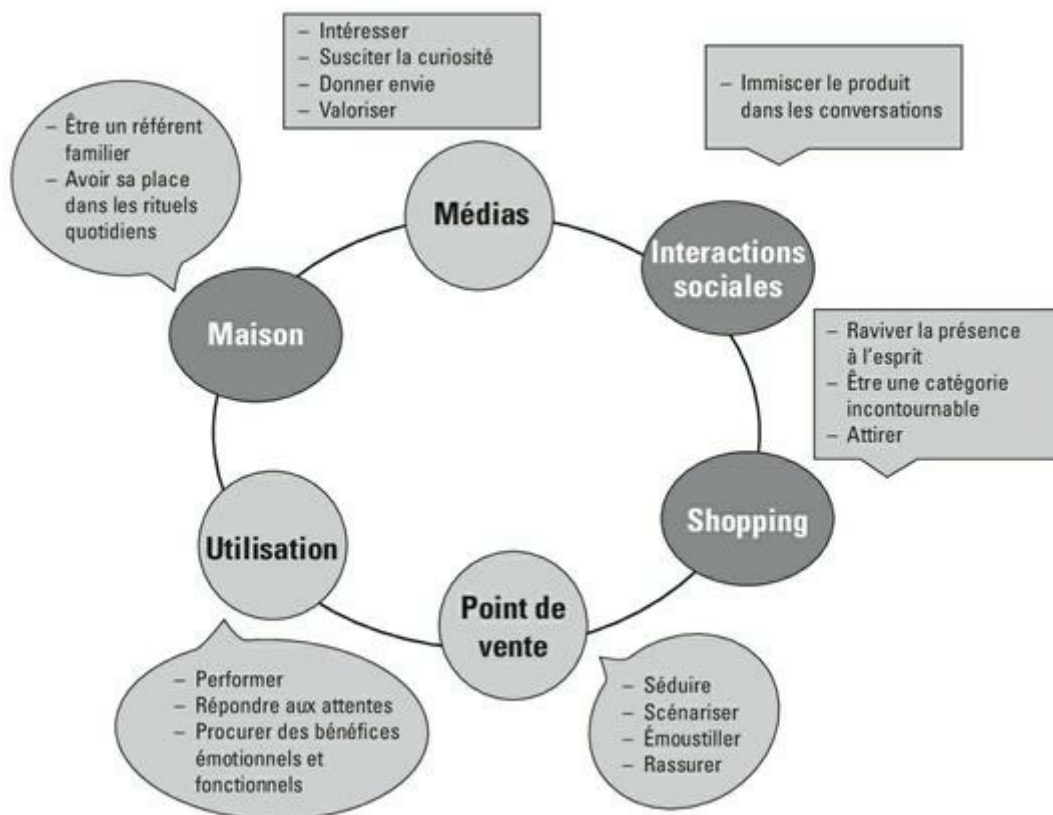 – Intéresser
– Susciter la curiosité
– Donner envie
– Valoriser
– Immiscer le produit
dans les conversations
– Être un référent
familier
– Avoir sa place
dans les rituels
quotidiens
Médias
Interactions
sociales
Maison
– Raviver la présence
à l’esprit
– Être une catégorie
incontournable
– Attirer
Shopping
Utilisation
Point de
vente
– Performer
– Répondre aux attentes
– Procurer des bénéfices
émotionnels et
fonctionnels
– Séduire
– Scénariser
– Émoustiller
– Rassurer